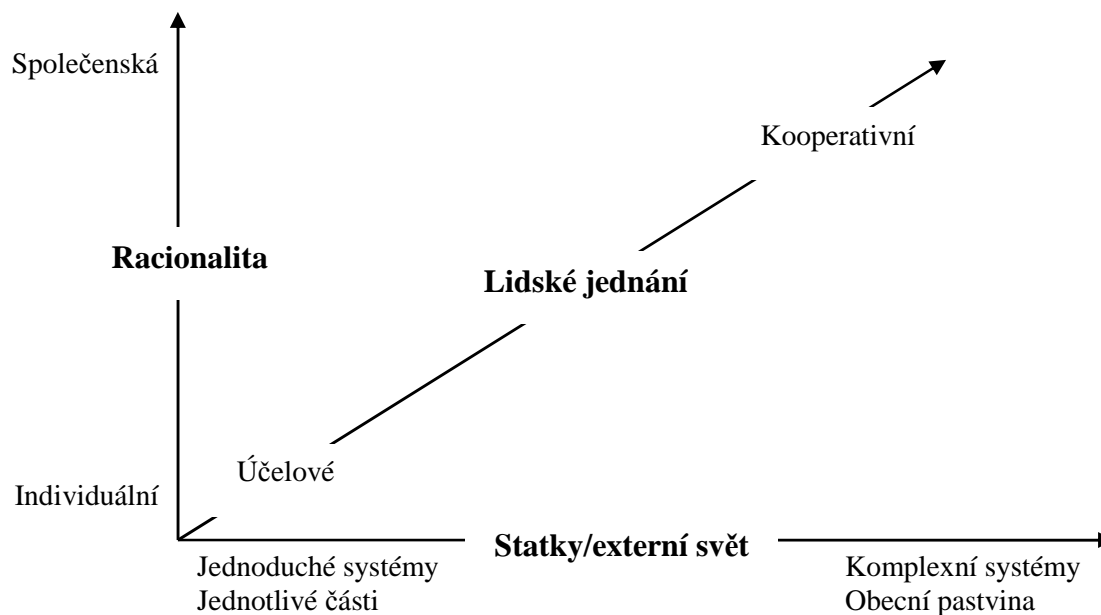 Společenská
Kooperativní
Racionalita
Lidské jednání
Účelové
Individuální
Statky/externí svět
Jednoduché systémy
Jednotlivé části
Komplexní systémy
Obecní pastvina